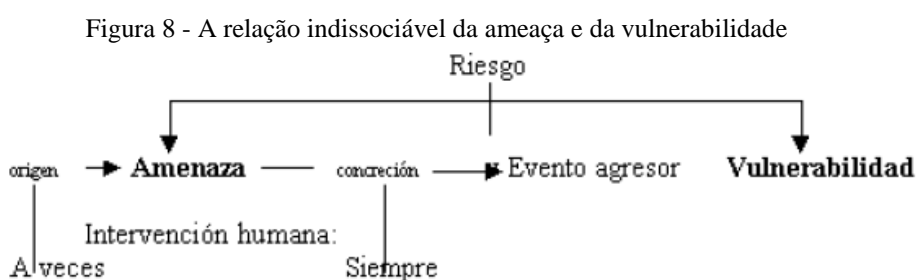 Figura 8 - A relação indissociável da ameaça e da vulnerabilidade
Riesgo
origen Amenaza concreción Evento agresor Vulnerabilidad
Intervención humana:
A veces Siempre